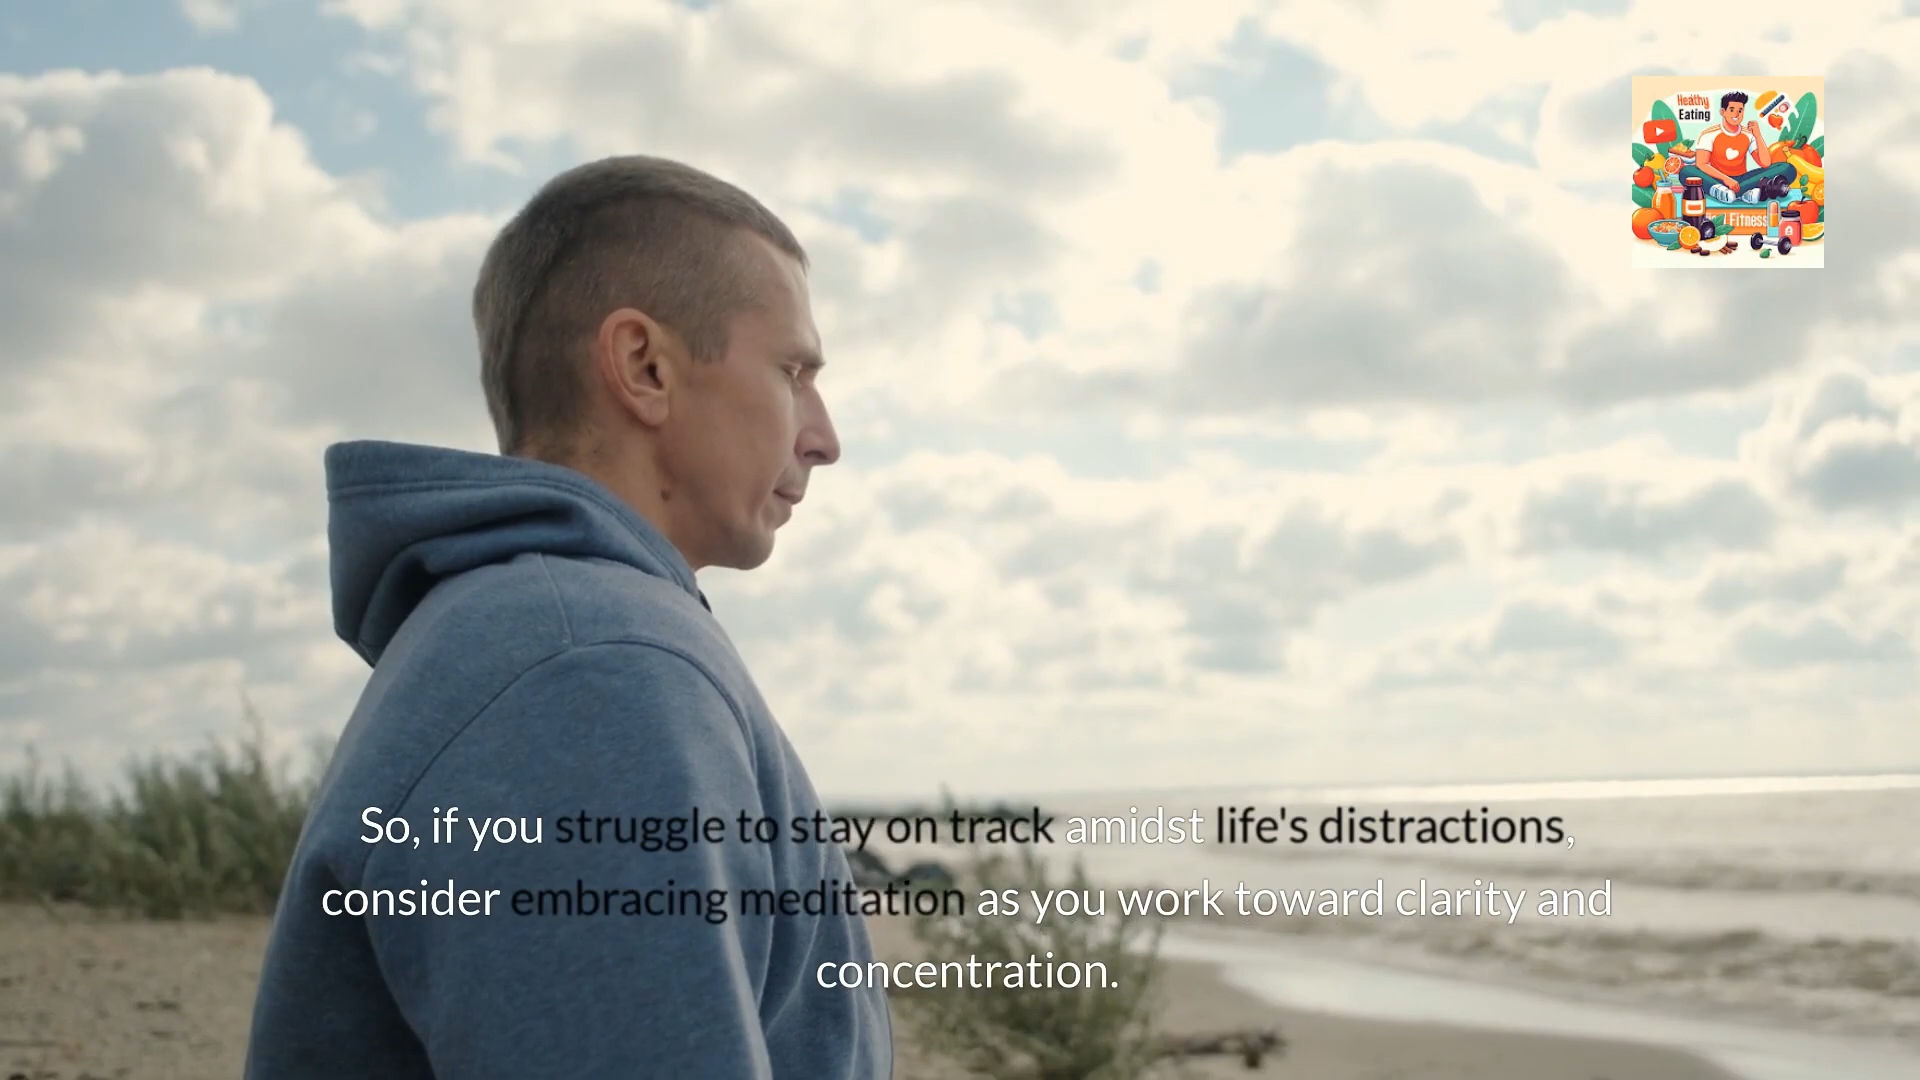 Healthy
Eating
Fitness
So, if you struggle to stay on track amidst life's distractions,
consider embracing meditation as you work toward clarity and
concentration.